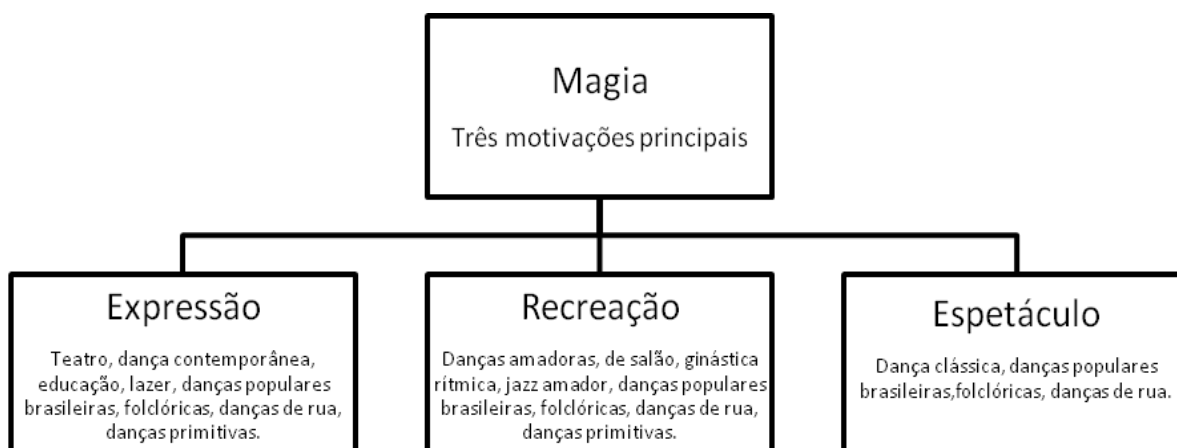 Magia
Três motivações principais
Expressão
Teatro, dança contemporânea,
educação, lazer, danças populares
brasileiras, folclóricas, danças de rua,
danças primitivas.
Recreação
Danças amadoras, de salão, ginástica
rítmica, jazz amador, danças populares
brasileiras, folclóricas, danças de rua,
danças primitivas.
Espetáculo
Dança clássica, danças populares
brasileiras,folclóricas, danças de rua.